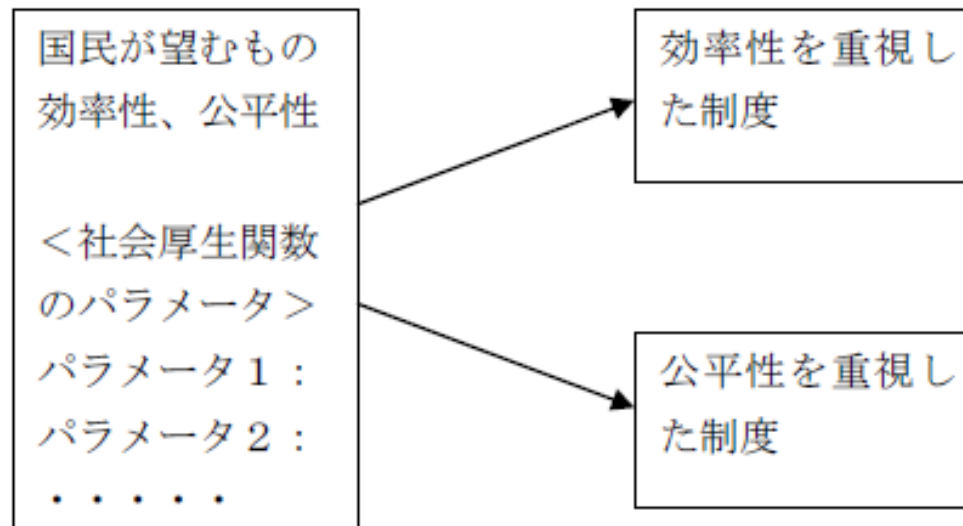 国民が望むもの
効率性、公平性
＜社会厚生関数
のパラメータ＞
パラメータ１：
パラメータ２：
・・・・・
効率性を重視し
た制度
公平性を重視し
た制度